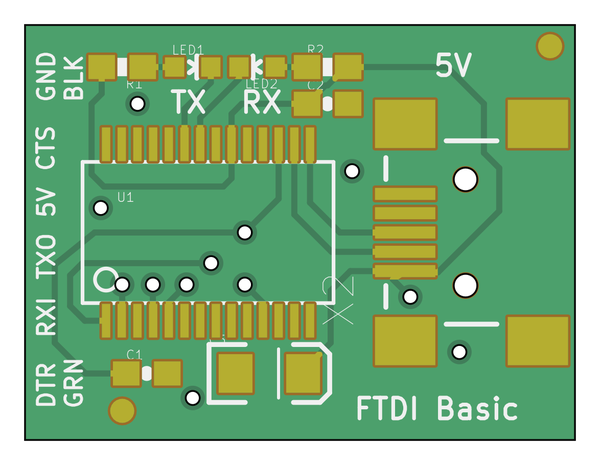 GND
BLK
CTS
5V
TXO
RXI
DTR
GRN
LED1
R1
TX
LED2
RX
R2
C2
5V
U1
X2
C1
FTDI Basic